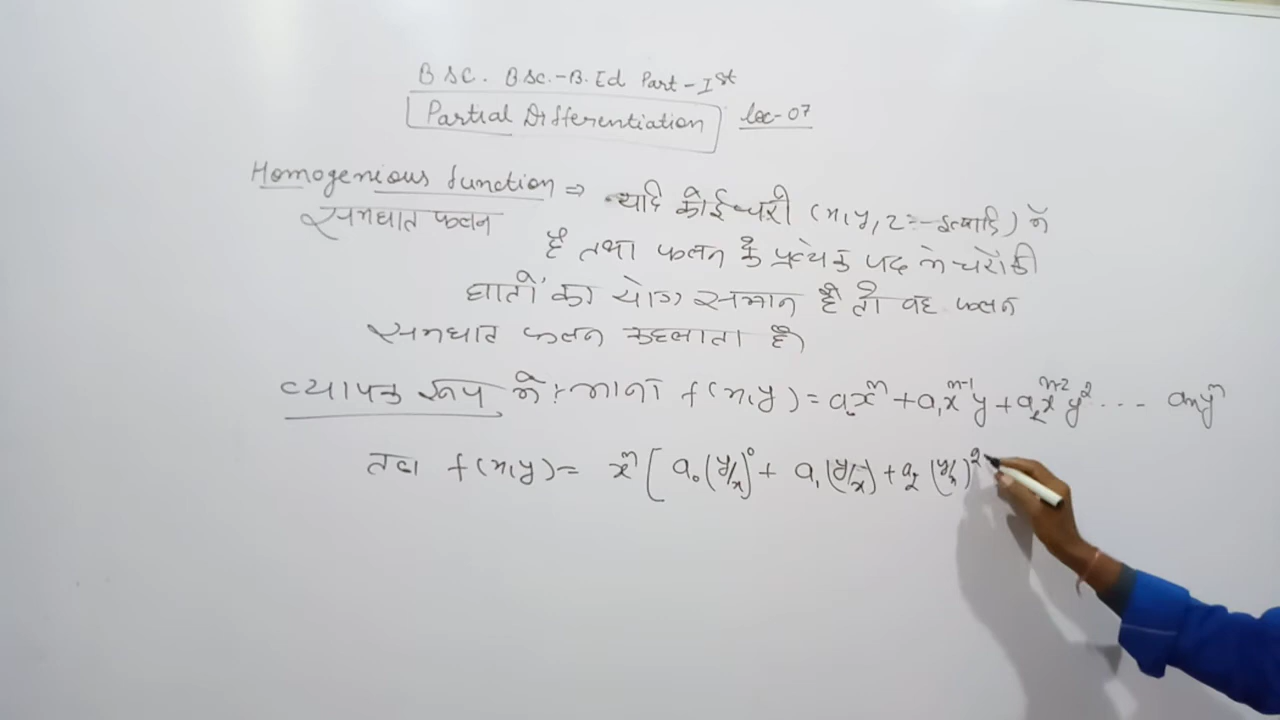 BSC. BSc.-B.Ed Part-Ist
Partial Differentiation Lec-07
Homogenious function ⇒ यदि कोई चरो (x,y,z=-इत्यादि) में
समघात फलन
है तथा फलन के प्रत्येक पद मे चरों की
घातों का योग समान है तो वह फलन
समघात फलन कहलाता है
व्यापक रूप मे: माना f(x,y) = a₀xⁿ + a₁xⁿ⁻¹y + a₂xⁿ⁻²y² ... aₙyⁿ
तब f(x,y) = xⁿ [ a₀(y/x)⁰ + a₁(y/x) + a₂(y/x)²